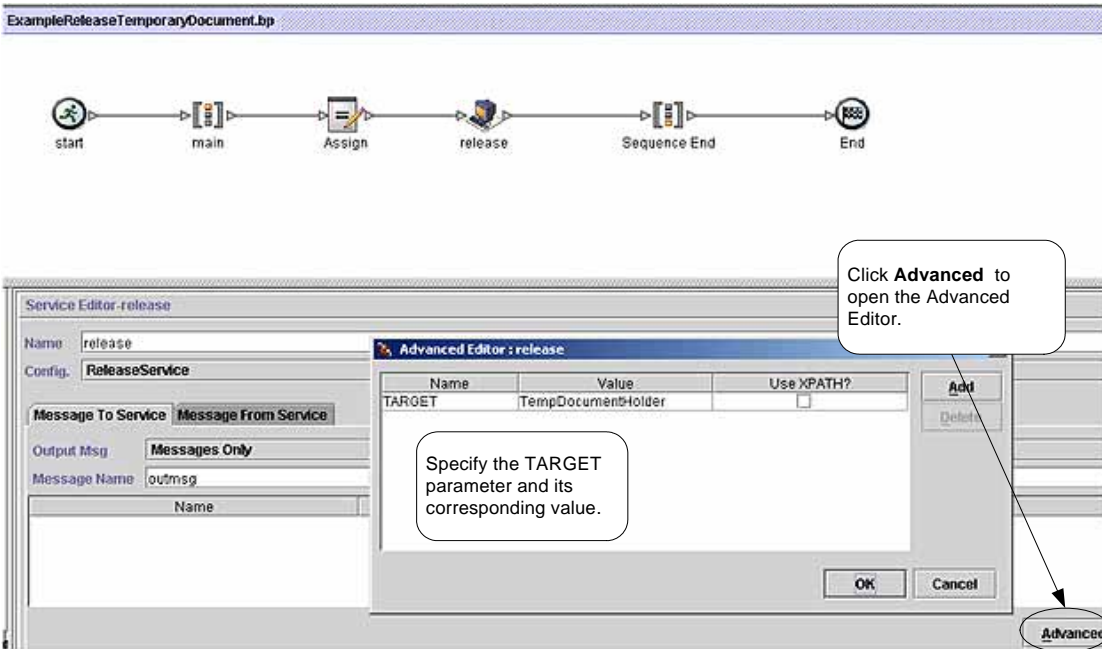 ExampleReleaseTemporaryDocument.bp
start
main
Assign
release
Sequence End
End
Click Advanced to
open the Advanced
Editor.
Service Editor-release
Name release
Config. ReleaseService
Message To Service Message From Service
Output Msg Messages Only
Message Name outmsg
Name
Advanced Editor : release
Name Value Use XPATH?
TARGET TempDocumentHolder
Add
Delete
Specify the TARGET
parameter and its
corresponding value.
OK Cancel
Advanced